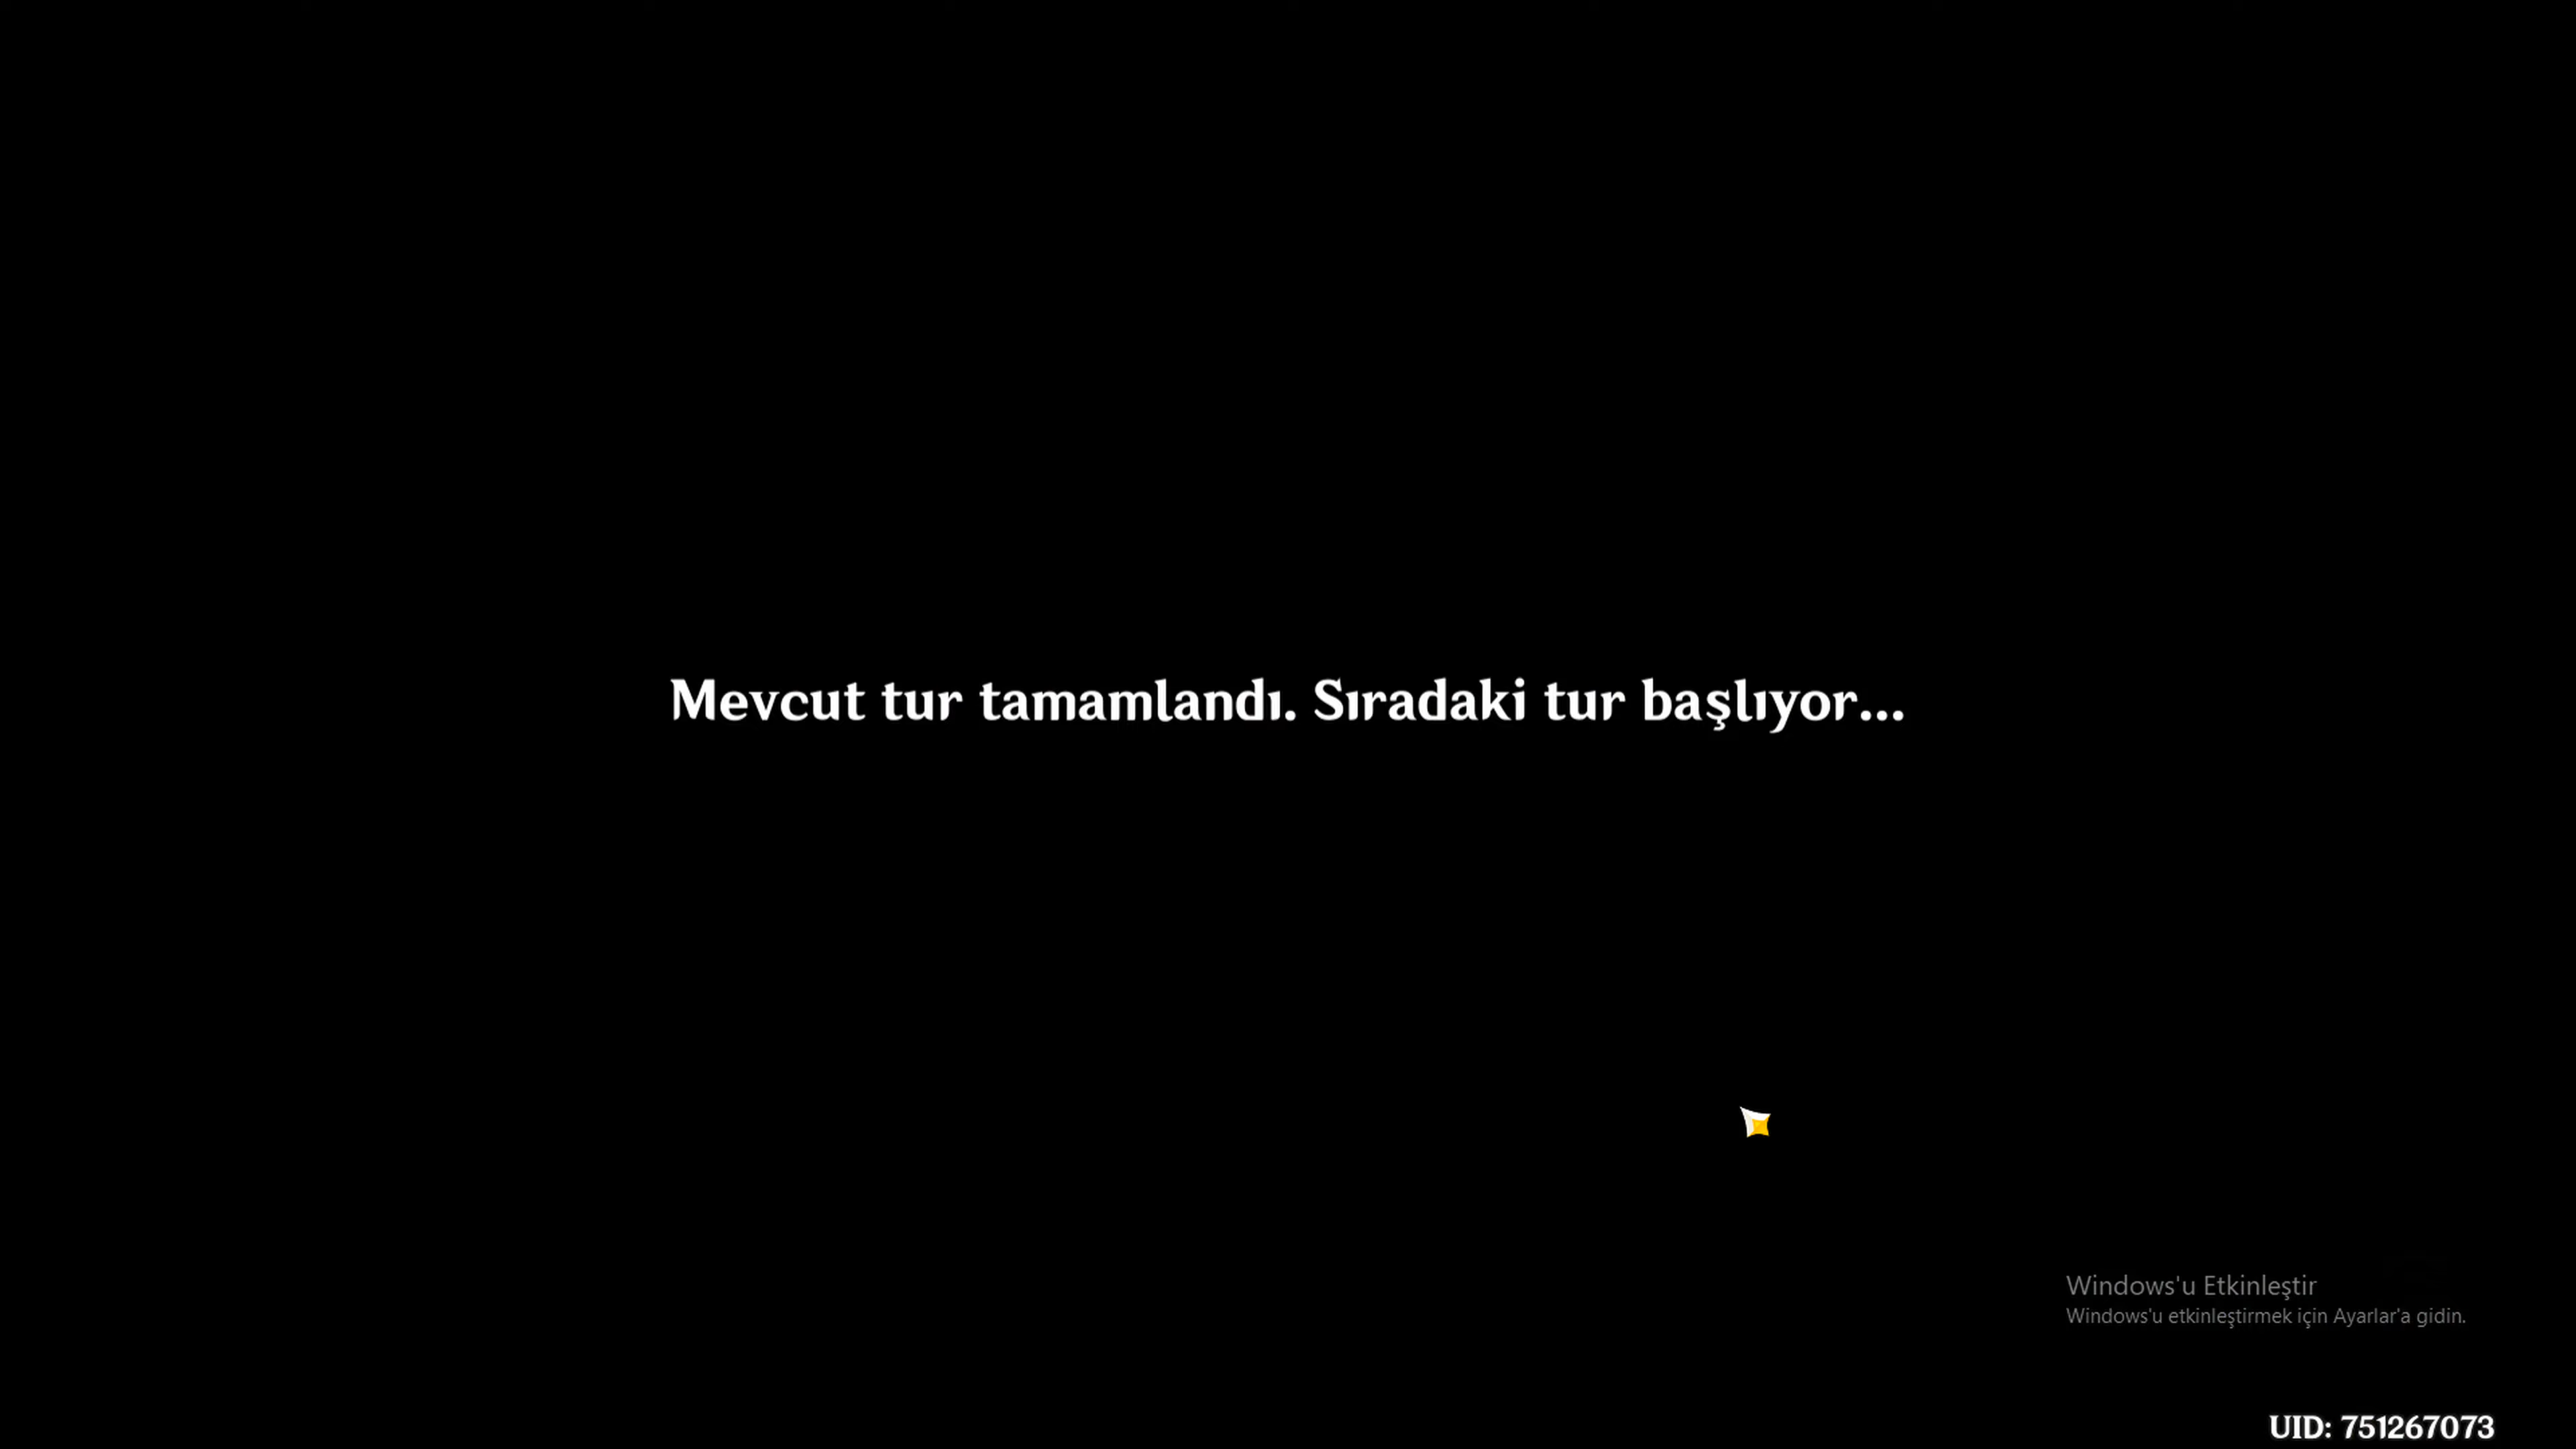 Mevcut tur tamamlandı. Sıradaki tur başlıyor...
Windows'u Etkinleştir
Windows'u etkinleştirmek için Ayarlar'a gidin.
UID: 751267073